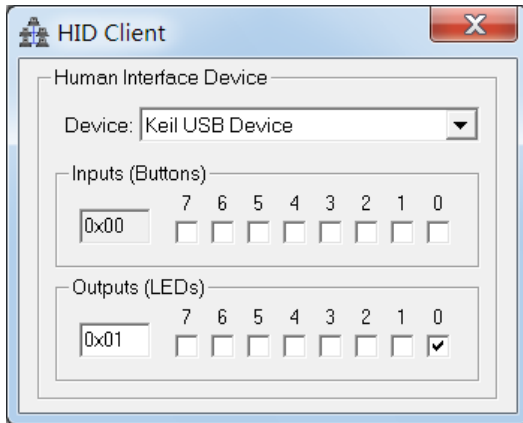 HID Client
Human Interface Device
Device: Keil USB Device
Inputs (Buttons)
7 6 5 4 3 2 1 0
0x00
Outputs (LEDs)
7 6 5 4 3 2 1 0
0x01